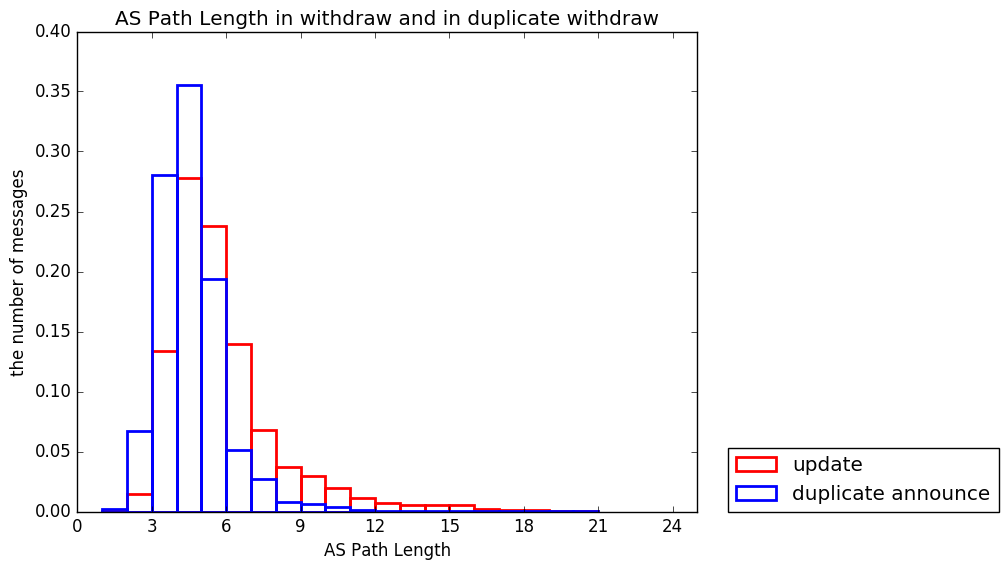 AS Path Length in withdraw and in duplicate withdraw
0.40
0.35
0.30
0.25
0.20
0.15
0.10
0.05
0.00
the number of messages
0 3 6 9 12 15 18 21 24
AS Path Length
update
duplicate announce